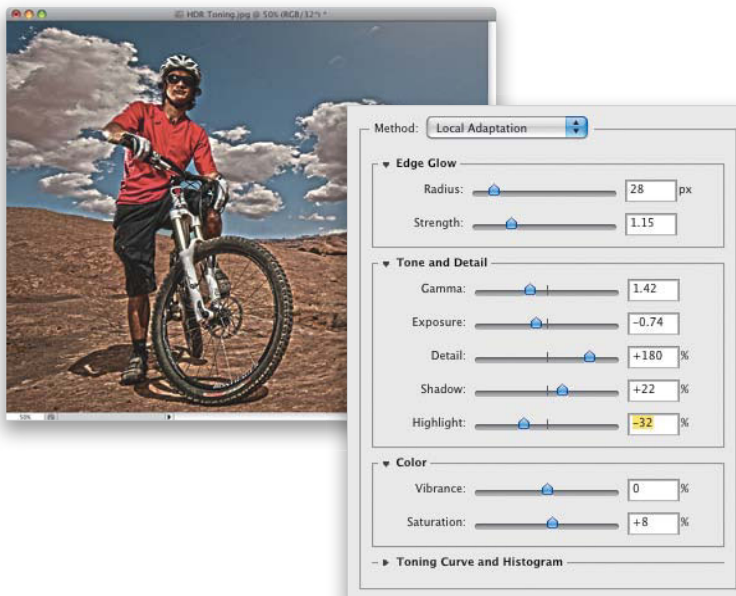 HDR Toning.jpg @ 50% (RGB/32*) *
50%
Method: Local Adaptation
Edge Glow
Radius: 28 px
Strength: 1.15
Tone and Detail
Gamma: 1.42
Exposure: -0.74
Detail: +180 %
Shadow: +22 %
Highlight: -32 %
Color
Vibrance: 0 %
Saturation: +8 %
Toning Curve and Histogram